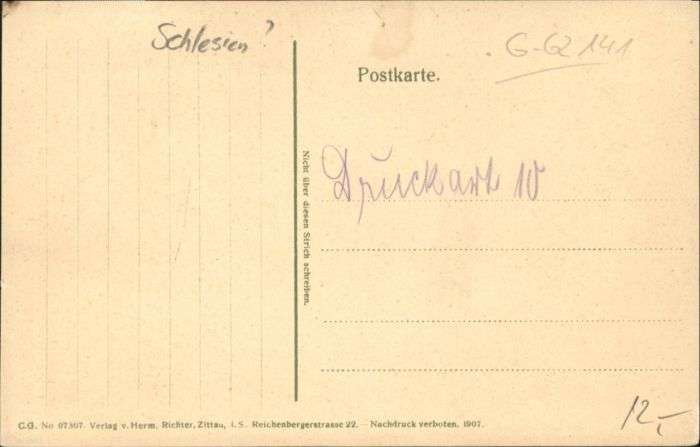 Schlesien?
G-Q 141
Postkarte.
Nicht über diesen Strich schreiben.
Druckart 10
12,-
C.G. No 07307. Verlag v. Herm. Richter, Zittau, i. S. Reichenbergerstrasse 22. — Nachdruck verboten. 1907.